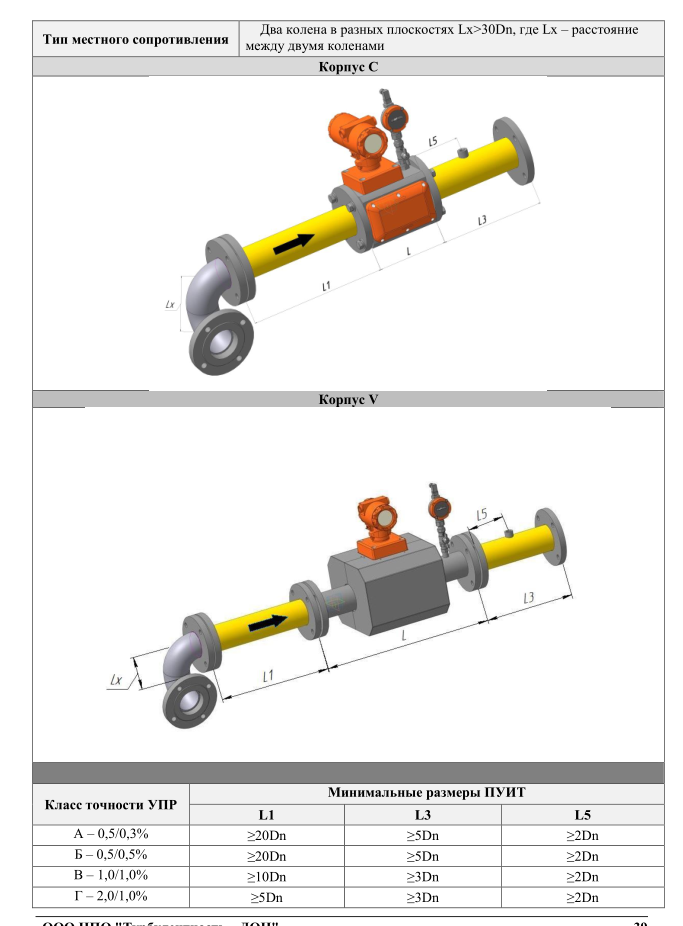 Тип местного сопротивления
Два колена в разных плоскостях Lx>30Dn, где Lx – расстояние
между двумя коленами
Корпус С
L5
L3
L
L1
Lx
Корпус V
L5
L3
L
L1
Lx
Класс точности УПР
Минимальные размеры ПУИТ
L1 L3 L5
А – 0,5/0,3% ≥20Dn ≥5Dn ≥2Dn
Б – 0,5/0,5% ≥20Dn ≥5Dn ≥2Dn
В – 1,0/1,0% ≥10Dn ≥3Dn ≥2Dn
Г – 2,0/1,0% ≥5Dn ≥3Dn ≥2Dn